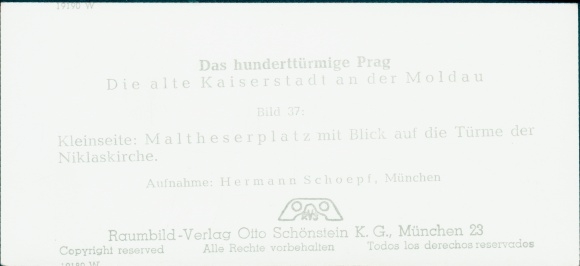 19190 W
Das hunderttürmige Prag
Die alte Kaiserstadt an der Moldau
Bild 37:
Kleinseite: Maltheserplatz mit Blick auf die Türme der
Niklaskirche.
Aufnahme: Hermann Schoepf, München
Raumbild-Verlag Otto Schönstein K. G., München 23
Copyright reserved Alle Rechte vorbehalten Todos los derechos reservados
19190 W